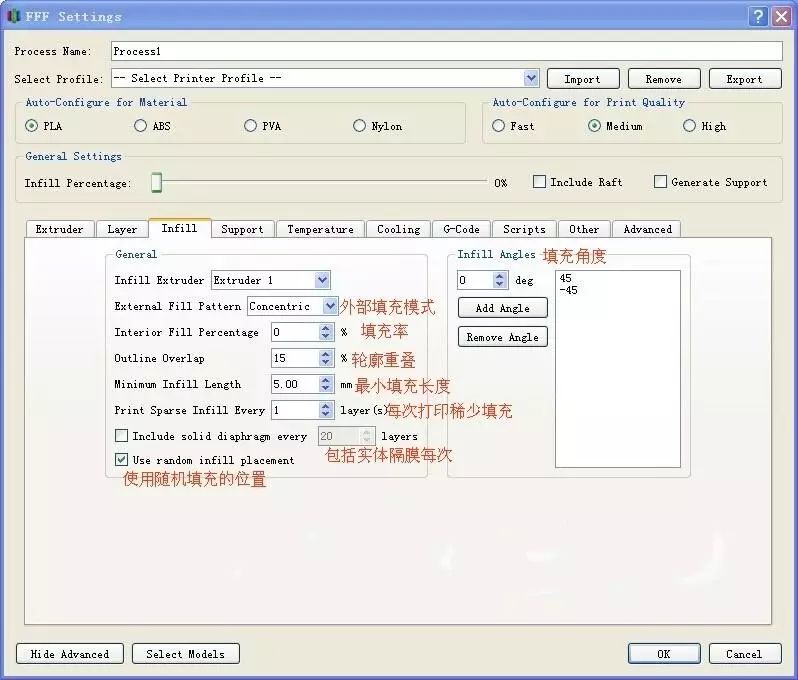 FFF Settings
Process Name: Process1
Select Profile: -- Select Printer Profile -- Import Remove Export
Auto-Configure for Material
PLA ABS PVA Nylon
Auto-Configure for Print Quality
Fast Medium High
General Settings
Infill Percentage: 0% Include Raft Generate Support
Extruder Layer Infill Support Temperature Cooling G-Code Scripts Other Advanced
General
Infill Extruder Extruder 1
External Fill Pattern Concentric 外部填充模式
Interior Fill Percentage 0 % 填充率
Outline Overlap 15 % 轮廓重叠
Minimum Infill Length 5.00 mm 最小填充长度
Print Sparse Infill Every 1 layer(s) 每次打印稀少填充
Include solid diaphragm every 20 layers
包括实体隔膜每次
Use random infill placement
使用随机填充的位置
Infill Angles 填充角度
0 deg
Add Angle
Remove Angle
45
-45
Hide Advanced Select Models OK Cancel